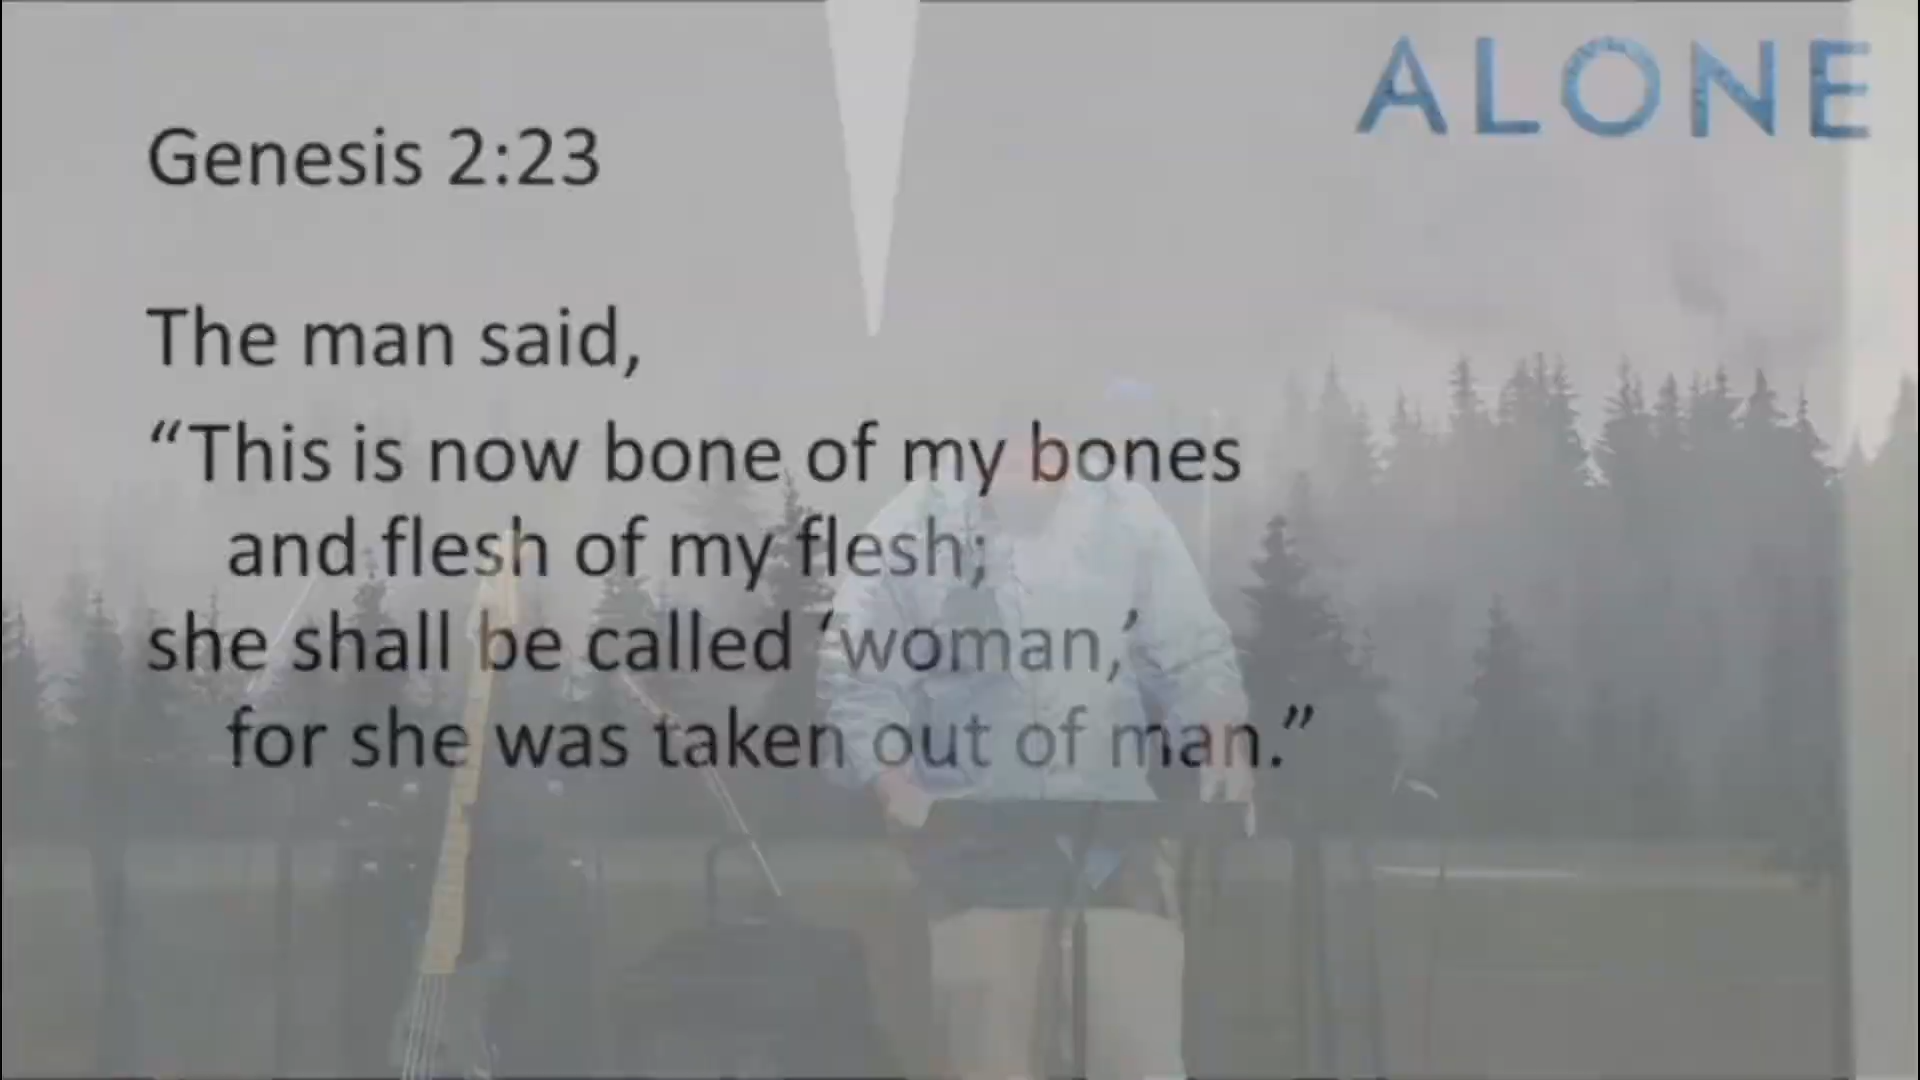 ALONE
Genesis 2:23
The man said,
“This is now bone of my bones
and flesh of my flesh;
she shall be called ‘woman,’
for she was taken out of man.”